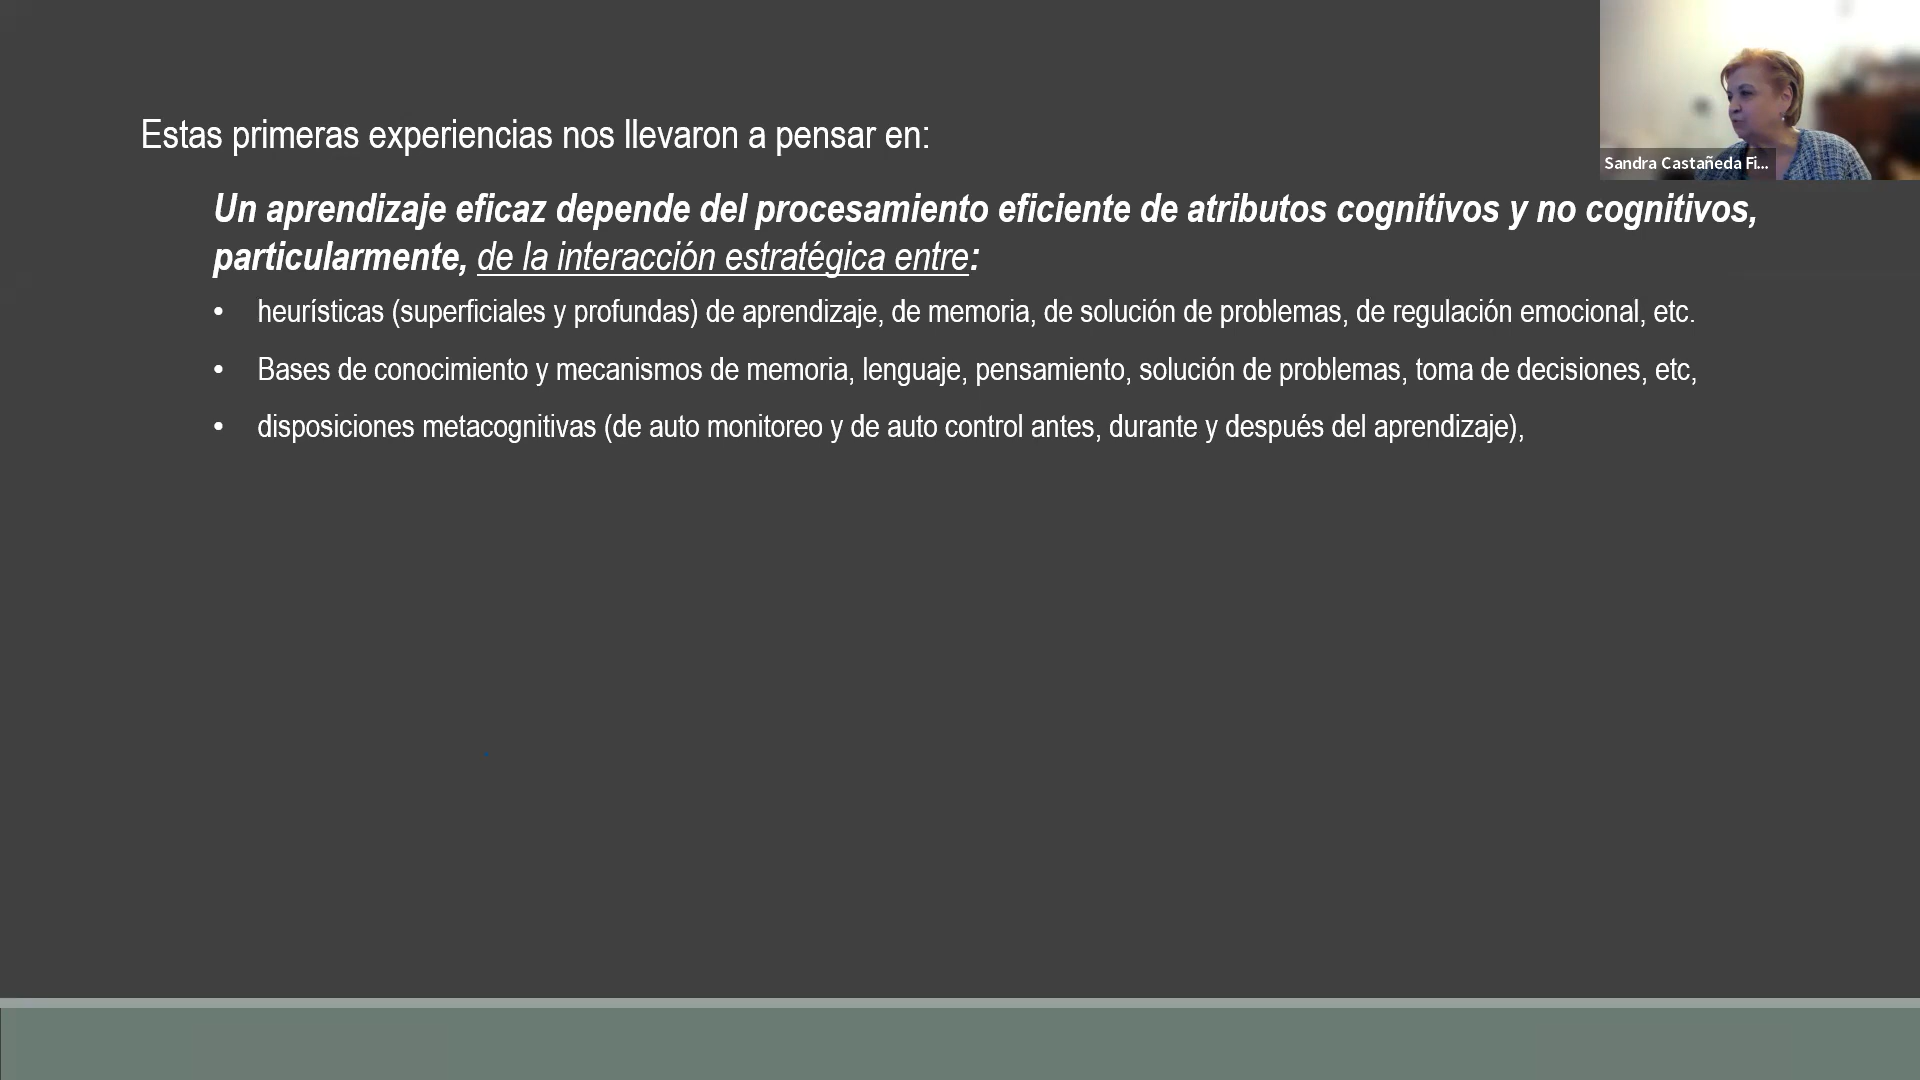 Estas primeras experiencias nos llevaron a pensar en:
Sandra Castañeda Fi...
Un aprendizaje eficaz depende del procesamiento eficiente de atributos cognitivos y no cognitivos,
particularmente, de la interacción estratégica entre:
• heurísticas (superficiales y profundas) de aprendizaje, de memoria, de solución de problemas, de regulación emocional, etc.
• Bases de conocimiento y mecanismos de memoria, lenguaje, pensamiento, solución de problemas, toma de decisiones, etc,
• disposiciones metacognitivas (de auto monitoreo y de auto control antes, durante y después del aprendizaje),